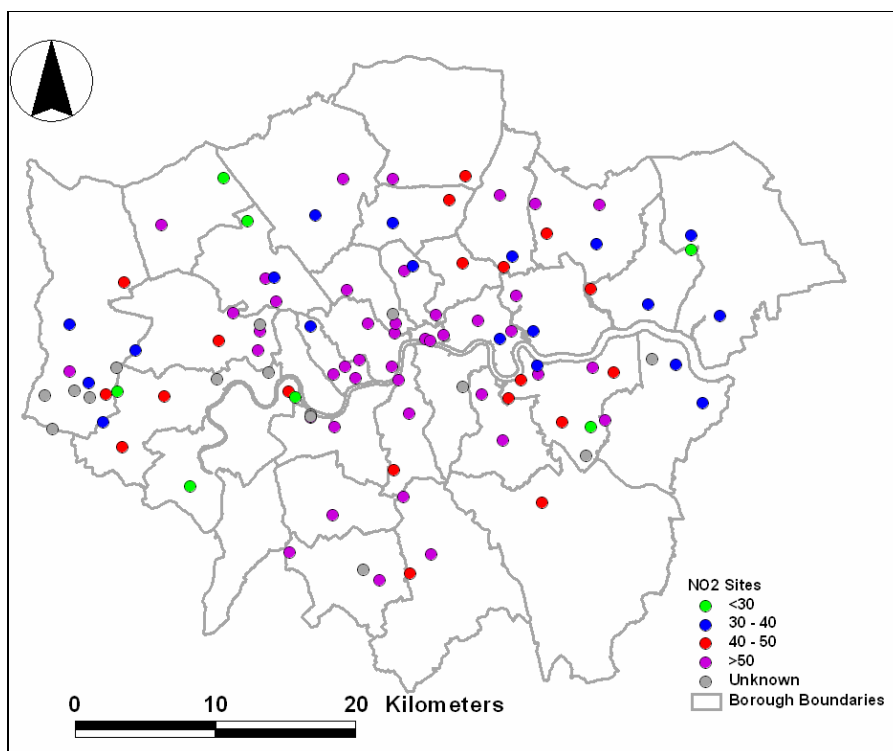 NO2 Sites
<30
30 - 40
40 - 50
>50
Unknown
Borough Boundaries
0 10 20 Kilometers